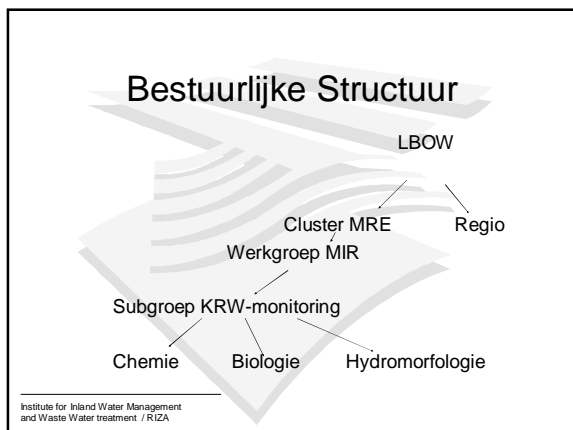 Bestuurlijke Structuur
LBOW
Cluster MRE Regio
Werkgroep MIR
Subgroep KRW-monitoring
Chemie Biologie Hydromorfologie
Institute for Inland Water Management
and Waste Water treatment / RIZA